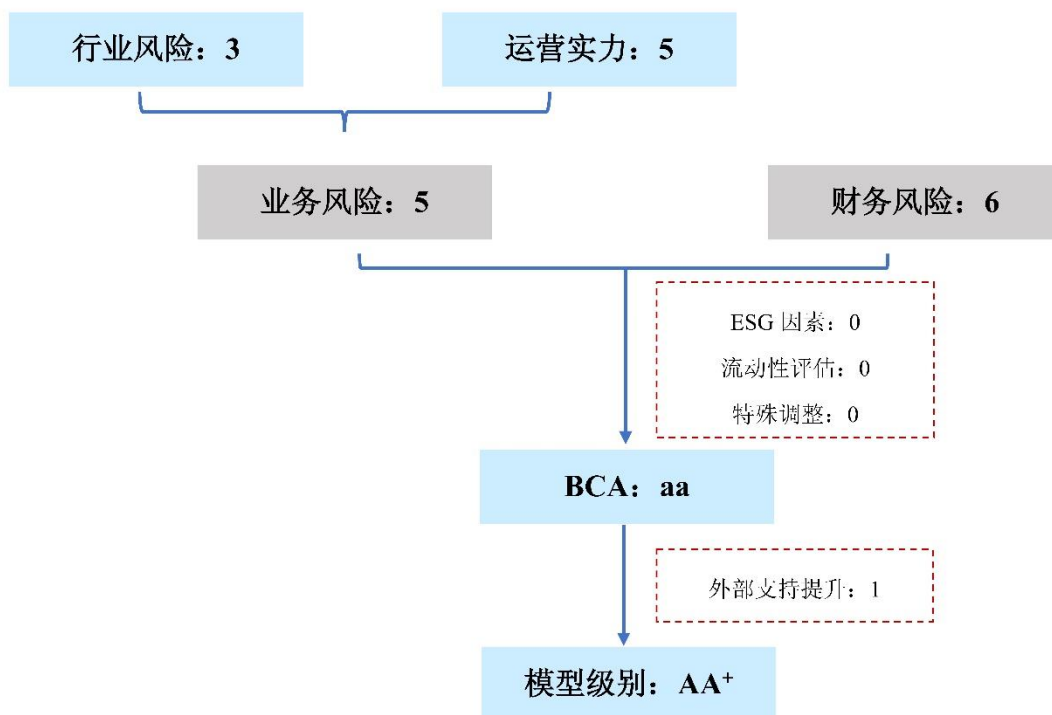 行业风险：3
运营实力：5
业务风险：5
财务风险：6
ESG 因素：0
流动性评估：0
特殊调整：0
BCA：aa
外部支持提升：1
模型级别：AA⁺